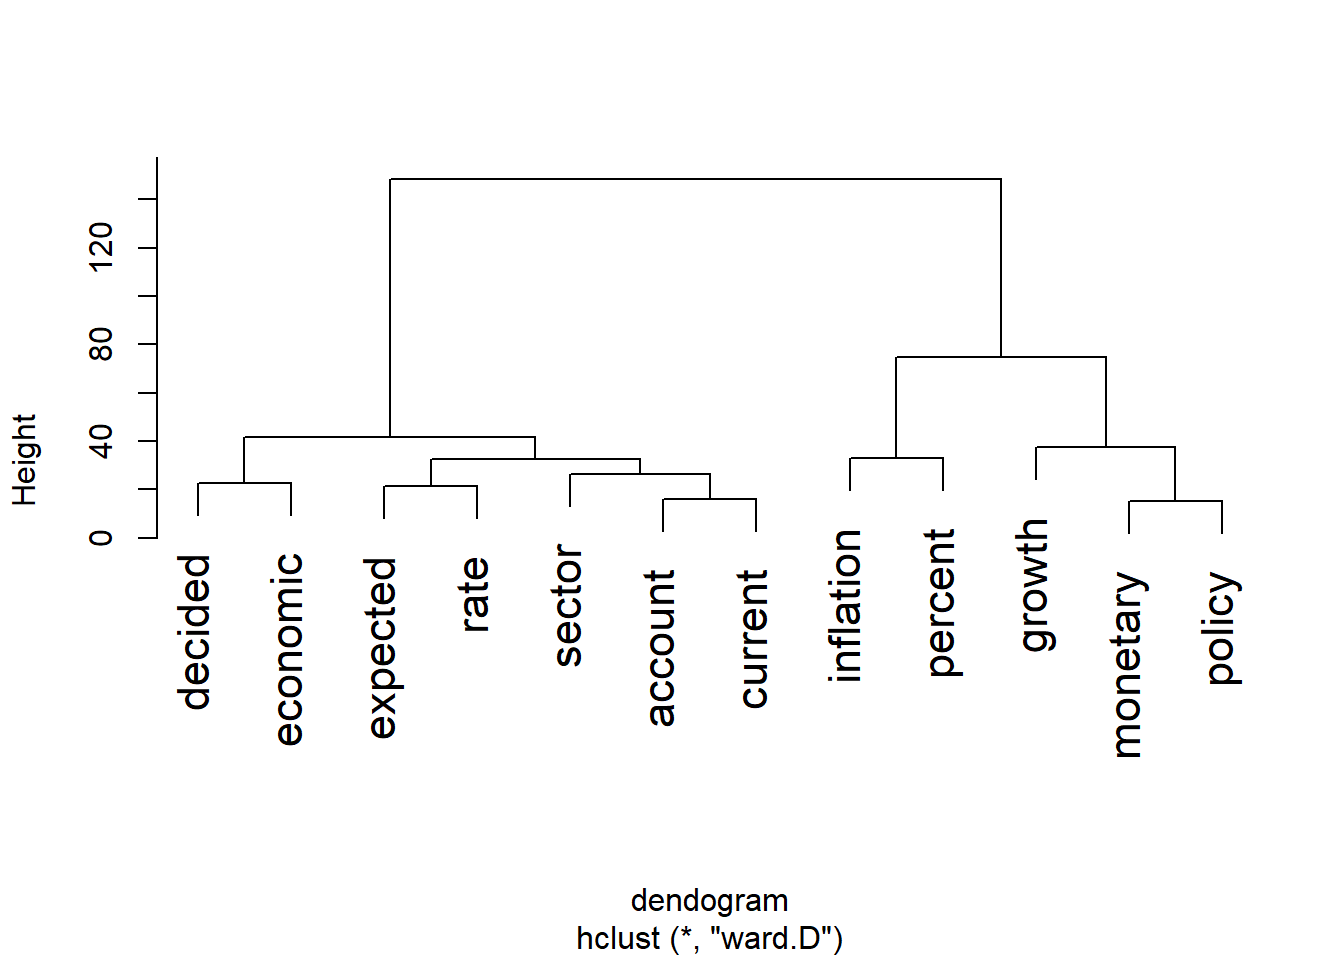 120
80
40
0
Height
decided
economic
expected
rate
sector
account
current
inflation
percent
growth
monetary
policy
dendogram
hclust (*, "ward.D")